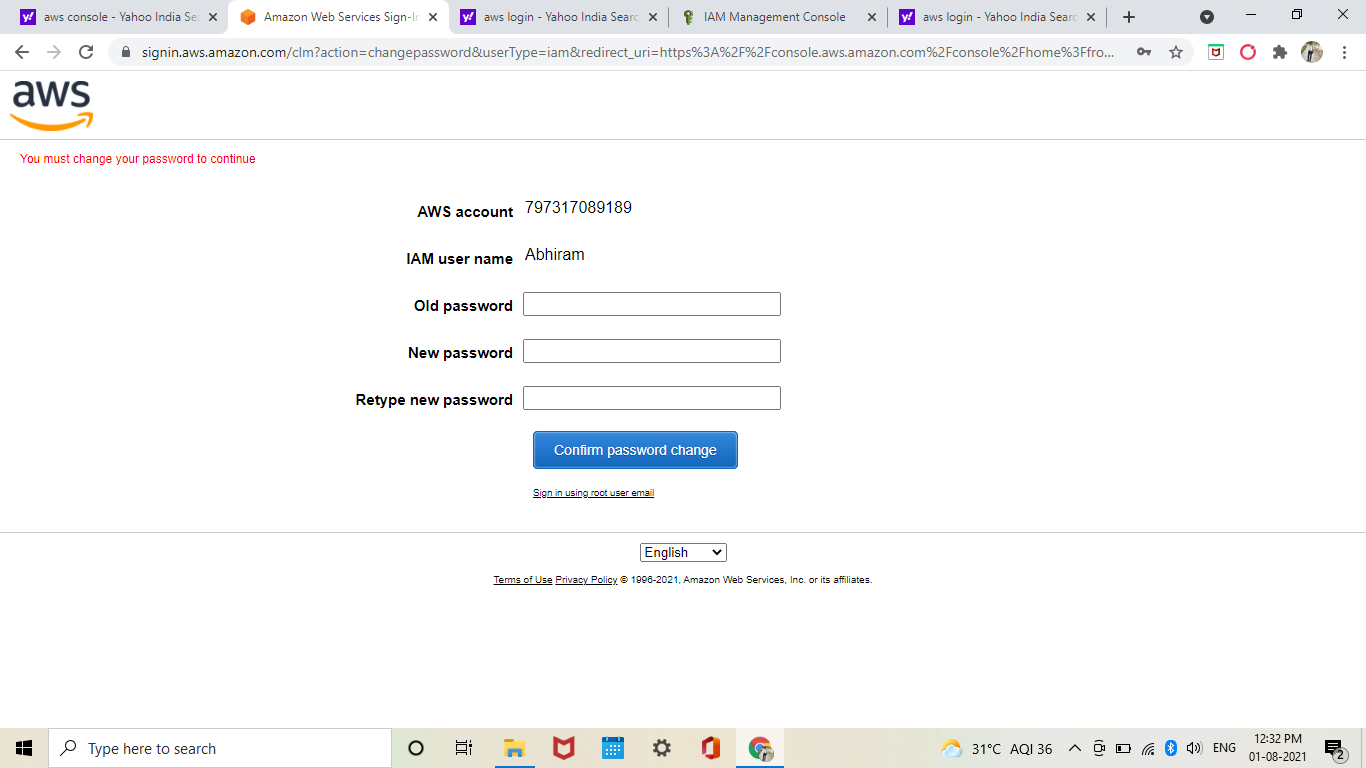 aws console - Yahoo India Se
Amazon Web Services Sign-In
aws login - Yahoo India Searc
IAM Management Console
aws login - Yahoo India Searc
signin.aws.amazon.com/clm?action=changepassword&userType=iam&redirect_uri=https%3A%2F%2Fconsole.aws.amazon.com%2Fconsole%2Fhome%3Ffro...
aws
You must change your password to continue
AWS account 797317089189
IAM user name Abhiram
Old password
New password
Retype new password
Confirm password change
Sign in using root user email
English
Terms of Use Privacy Policy © 1996-2021, Amazon Web Services, Inc. or its affiliates.
Type here to search
31°C AQI 36
ENG
12:32 PM
01-08-2021
2